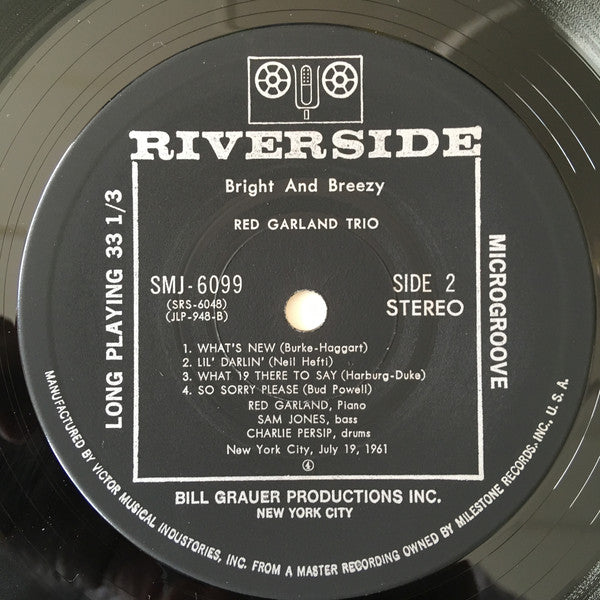 RIVERSIDE
Bright And Breezy
RED GARLAND TRIO
SMJ-6099
(SRS-6048)
(JLP-948-B)
SIDE 2
STEREO
LONG PLAYING 33 1/3
MICROGROOVE
1. WHAT'S NEW (Burke-Haggart)
2. LIL' DARLIN' (Neil Hefti)
3. WHAT 19 THERE TO SAY (Harburg-Duke)
4. SO SORRY PLEASE (Bud Powell)
RED GARLAND, Piano
SAM JONES, bass
CHARLIE PERSIP, drums
New York City, July 19, 1961
4
BILL GRAUER PRODUCTIONS INC.
NEW YORK CITY
MANUFACTURED BY VICTOR MUSICAL INDUSTRIES, INC. FROM A MASTER RECORDING OWNED BY MILESTONE RECORDS, INC., U. S. A.